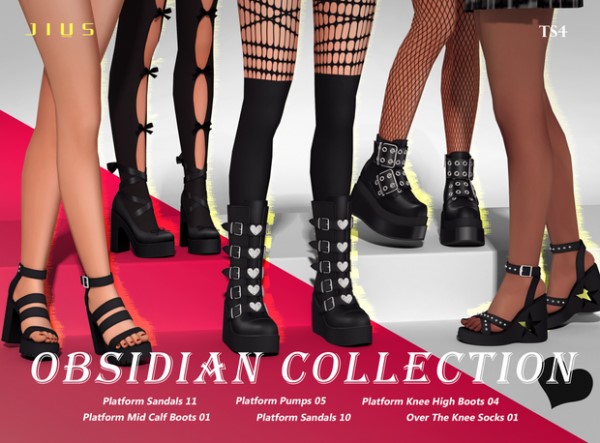 JIUS
TS4
OBSIDIAN COLLECTION
Platform Sandals 11 Platform Pumps 05 Platform Knee High Boots 04
Platform Mid Calf Boots 01 Platform Sandals 10 Over The Knee Socks 01